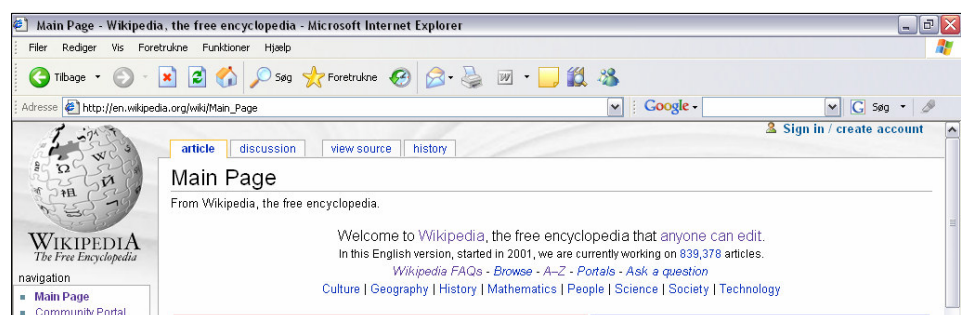 Main Page - Wikipedia, the free encyclopedia - Microsoft Internet Explorer
Filer Rediger Vis Foretrukne Funktioner Hjælp
Tilbage Søg Foretrukne
Adresse http://en.wikipedia.org/wiki/Main_Page Google Søg
Sign in / create account
article discussion view source history
Main Page
From Wikipedia, the free encyclopedia.
Welcome to Wikipedia, the free encyclopedia that anyone can edit.
In this English version, started in 2001, we are currently working on 839,378 articles.
Wikipedia FAQs - Browse - A–Z - Portals - Ask a question
Culture | Geography | History | Mathematics | People | Science | Society | Technology
WIKIPEDIA
The Free Encyclopedia
navigation
Main Page
Community Portal